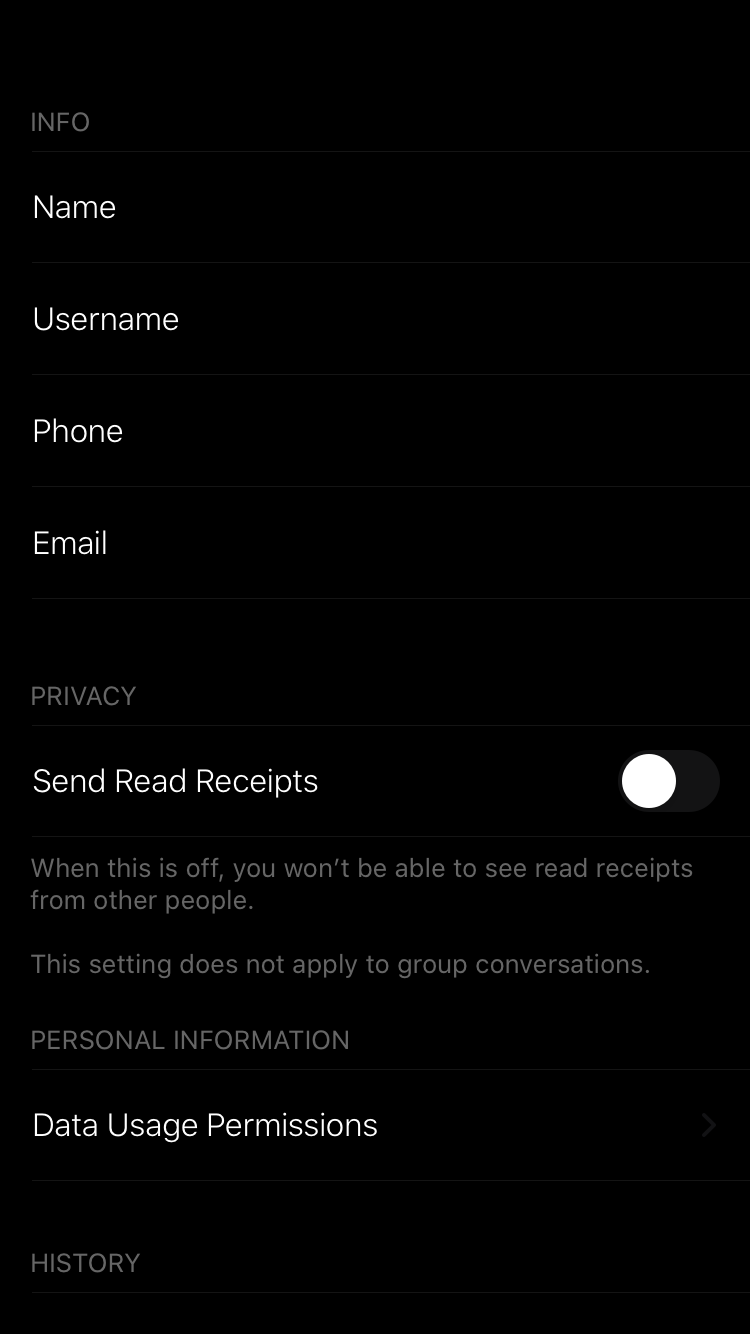 INFO
Name
Username
Phone
Email
PRIVACY
Send Read Receipts
When this is off, you won’t be able to see read receipts
from other people.
This setting does not apply to group conversations.
PERSONAL INFORMATION
Data Usage Permissions
HISTORY